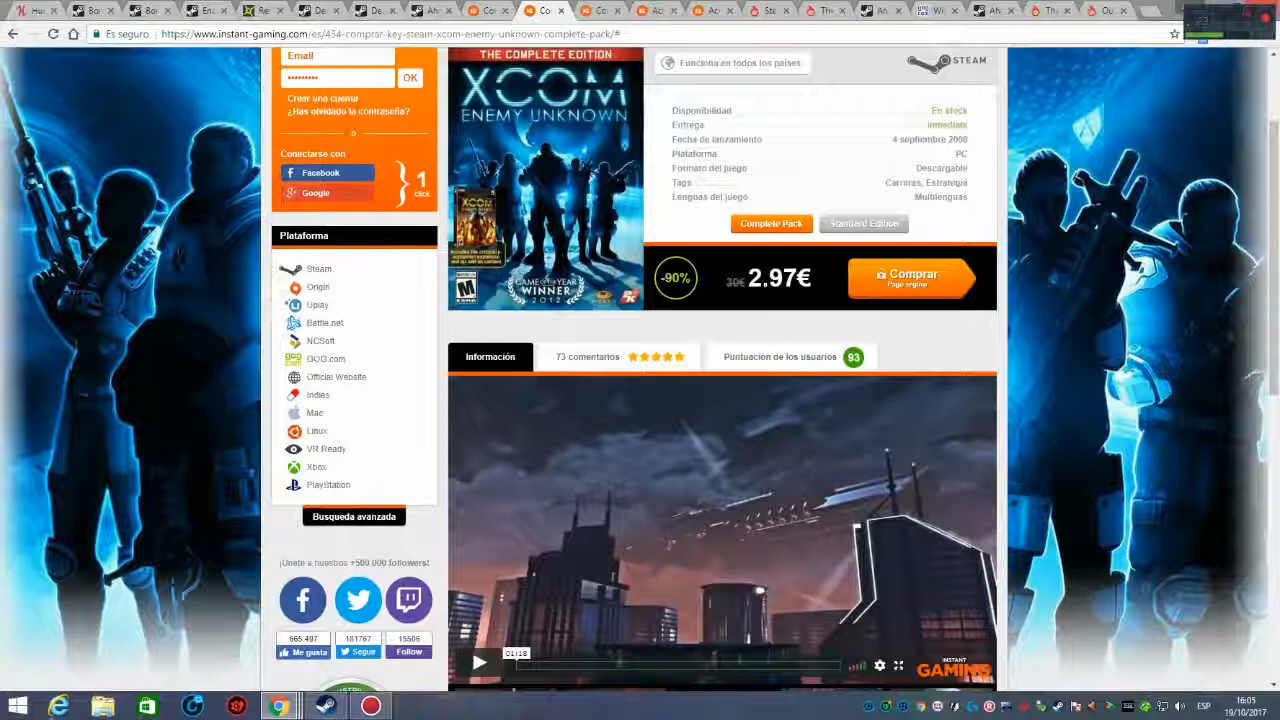 Es seguro
https://www.instant-gaming.com/es/434-comprar-key-steam-xcom-enemy-unknown-complete-pack/#
Email
OK
Crear una cuenta
¿Has olvidado la contraseña?
o
Conectarse con
Facebook
Google
1
click
Plataforma
Steam
Origin
Uplay
Battle.net
NCSoft
GOG.com
Official Website
Indies
Mac
Linux
VR Ready
Xbox
PlayStation
Busqueda avanzada
¡Únete a nuestros +500.000 followers!
665 497
181767
15506
Me gusta
Seguir
Follow
THE COMPLETE EDITION
XCOM
ENEMY UNKNOWN
XCOM
GAME OF THE YEAR
WINNER
2012
2K
Funciona en todos los países
STEAM
Disponibilidad En stock
Entrega Inmediata
Fecha de lanzamiento 4 septiembre 2008
Plataforma PC
Formato del juego Descargable
Tags Carreras, Estrategia
Lenguas del juego Multilenguas
Complete Pack
Standard Edition
-90%
30€ 2.97€
Comprar
Pago seguro
Información
73 comentarios
Puntuación de los usuarios 93
01:18
INSTANT
GAMING
ESP
16:05
19/10/2017